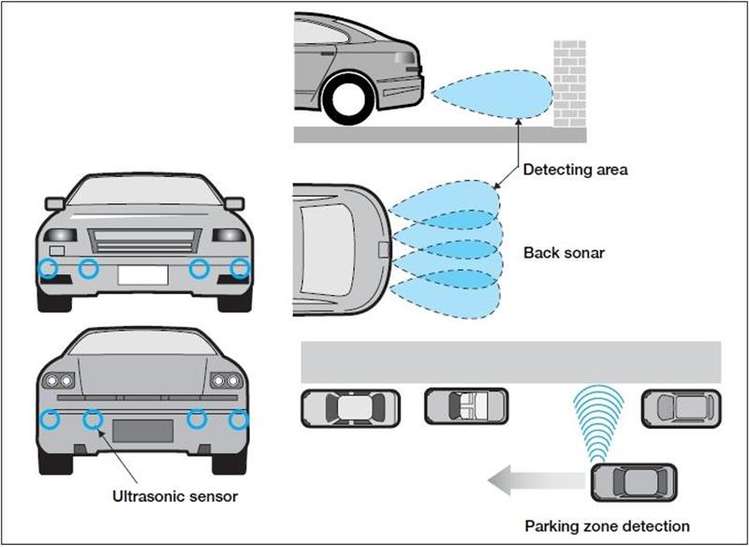 Detecting area
Back sonar
Ultrasonic sensor
Parking zone detection